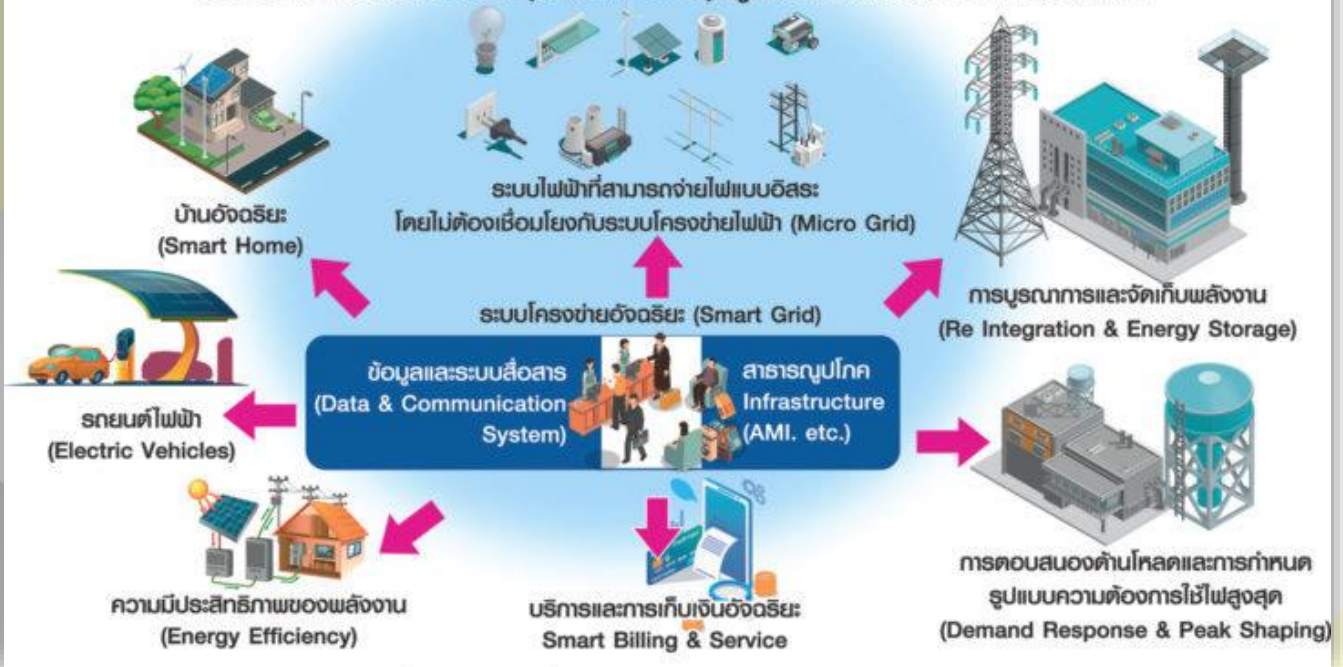 บ้านอัจฉริยะ
(Smart Home)
ระบบไฟฟ้าที่สามารถจ่ายไฟแบบอิสระ
โดยไม่ต้องเชื่อมโยงกับระบบโครงข่ายไฟฟ้า (Micro Grid)
การบูรณาการและจัดเก็บพลังงาน
(Re Integration & Energy Storage)
ระบบโครงข่ายอัจฉริยะ (Smart Grid)
ข้อมูลและระบบสื่อสาร
(Data & Communication
System)
สาธารณูปโภค
Infrastructure
(AMI. etc.)
รถยนต์ไฟฟ้า
(Electric Vehicles)
ความมีประสิทธิภาพของพลังงาน
(Energy Efficiency)
บริการและการเก็บเงินอัจฉริยะ
Smart Billing & Service
การตอบสนองด้านโหลดและการกำหนด
รูปแบบความต้องการใช้ไฟสูงสุด
(Demand Response & Peak Shaping)